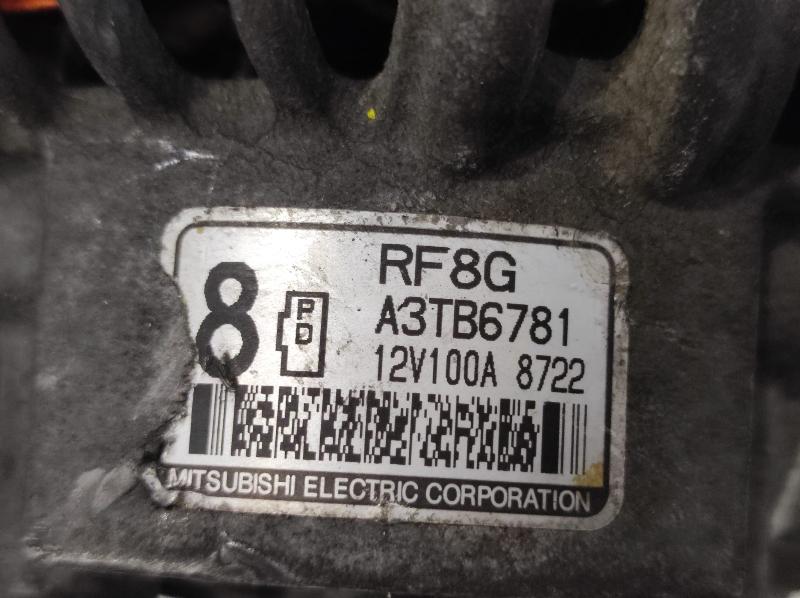 RF8G
8
P
D
A3TB6781
12V100A 8722
MITSUBISHI ELECTRIC CORPORATION